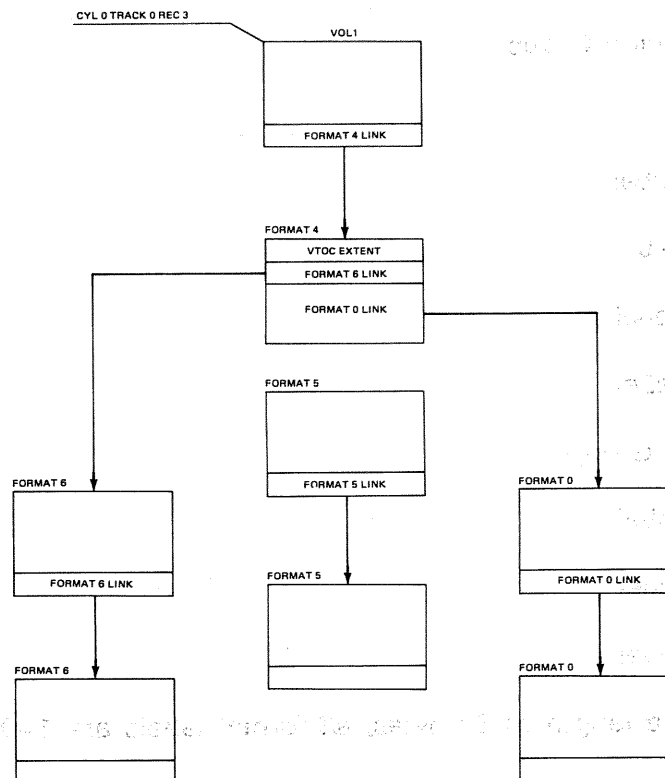 CYL 0 TRACK 0 REC 3
VOL1
FORMAT 4 LINK
FORMAT 4
VTOC EXTENT
FORMAT 6 LINK
FORMAT 0 LINK
FORMAT 5
FORMAT 5 LINK
FORMAT 6
FORMAT 6 LINK
FORMAT 0
FORMAT 0 LINK
FORMAT 5
FORMAT 6
FORMAT 0